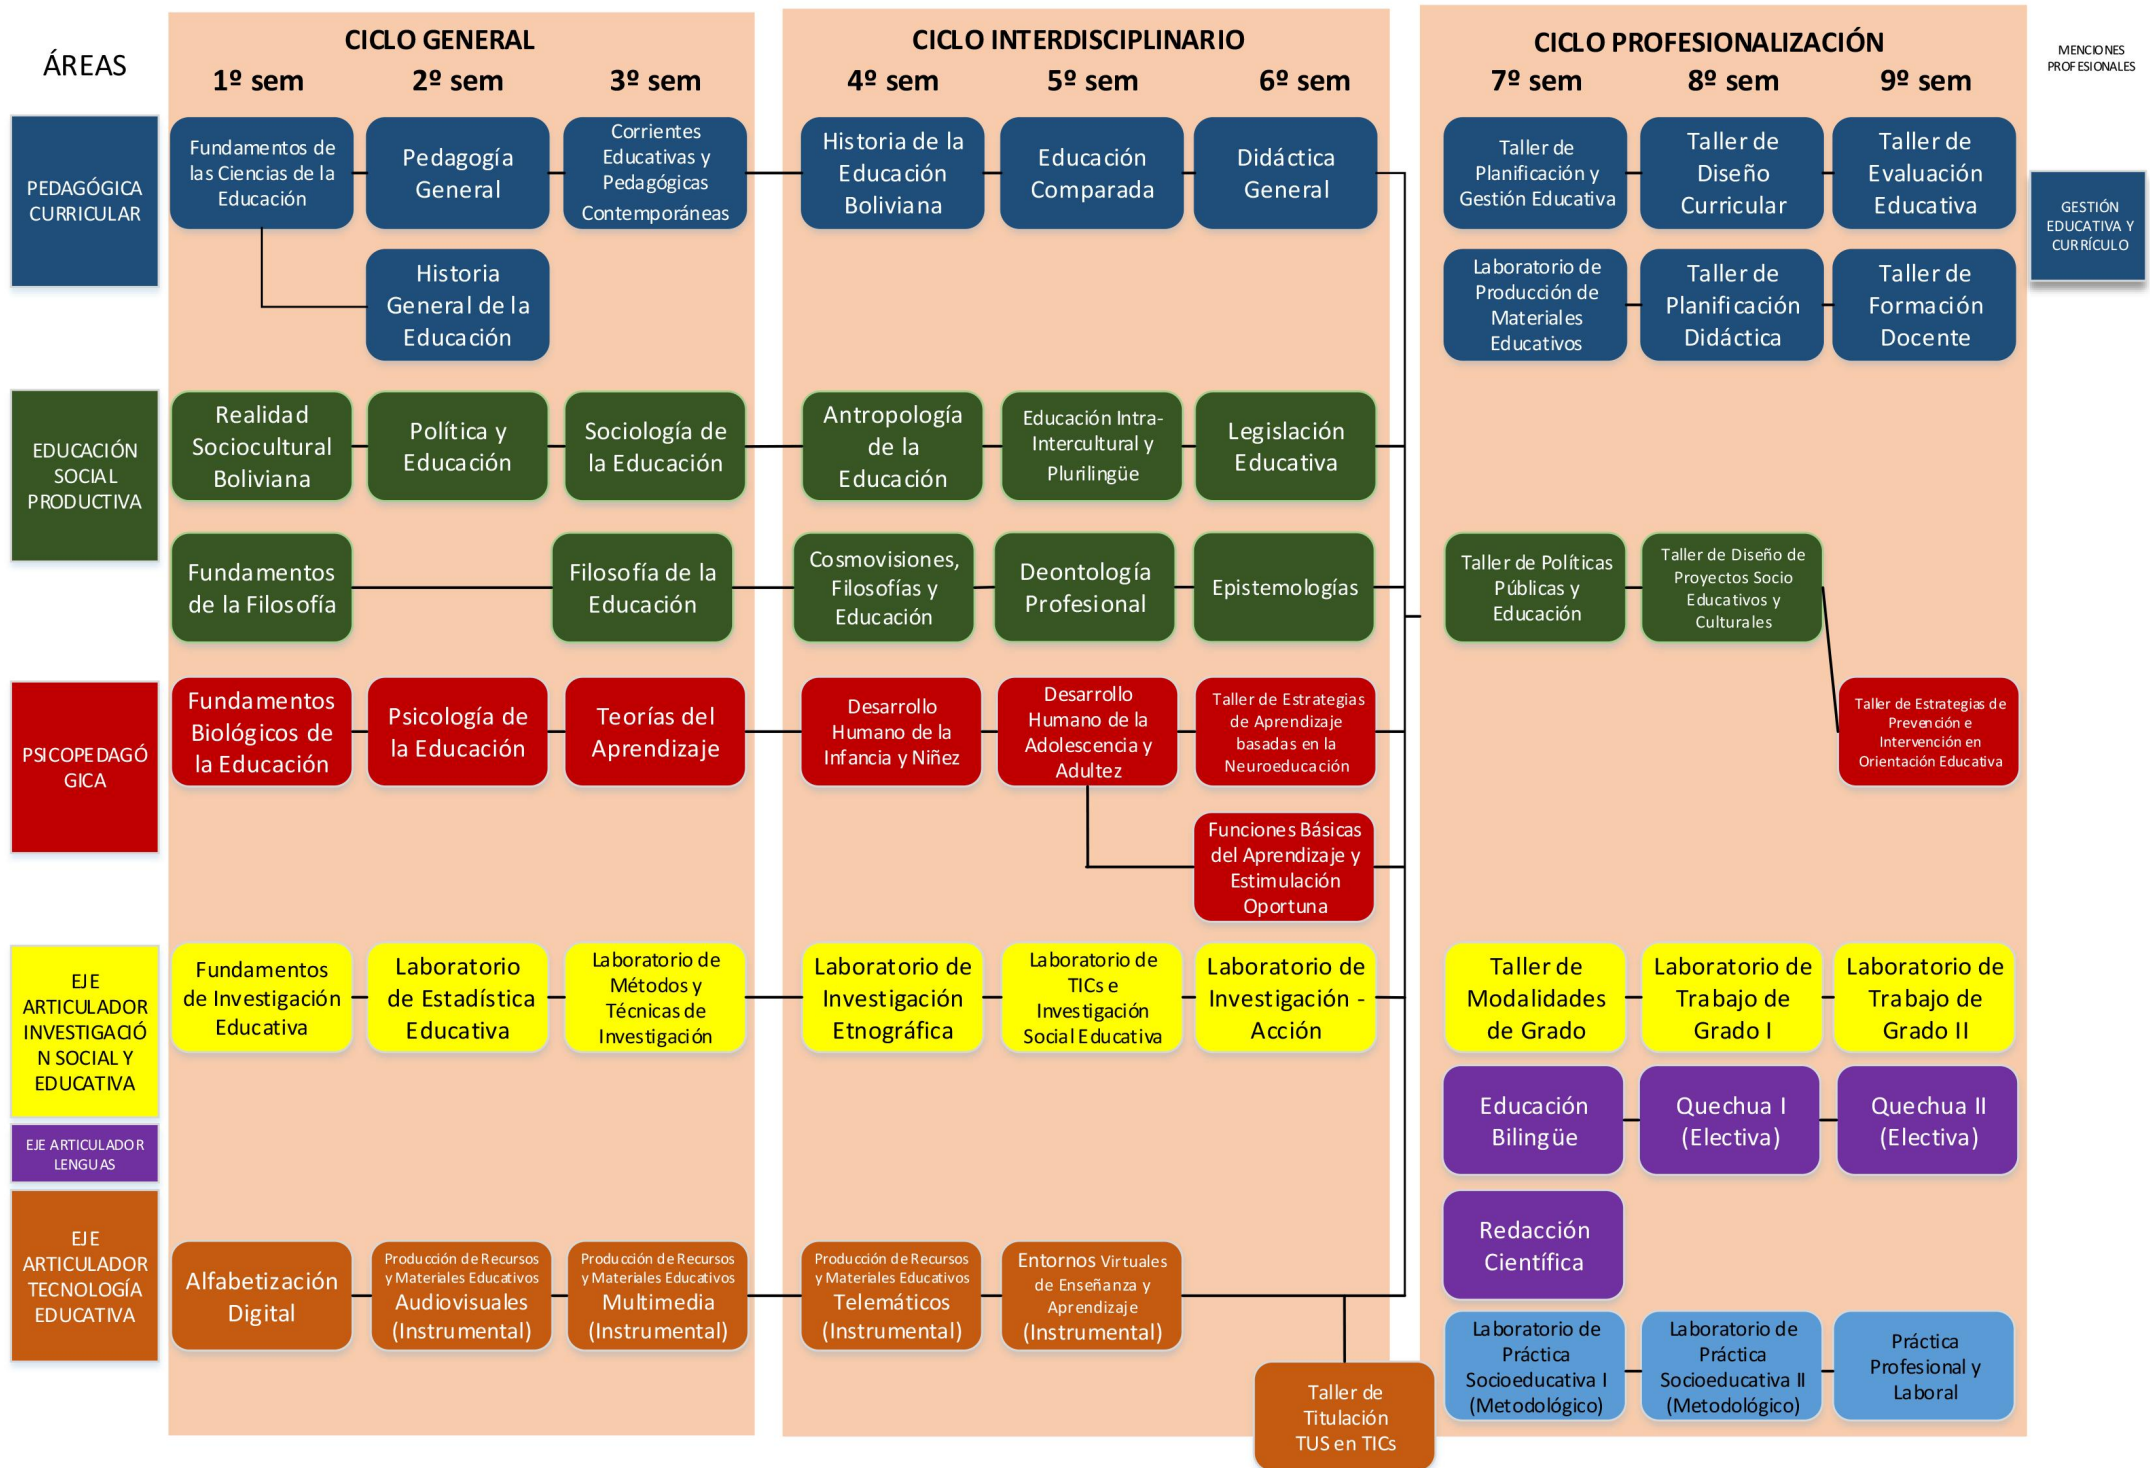 ÁREAS
CICLO GENERAL
1º sem
2º sem
3º sem
CICLO INTERDISCIPLINARIO
4º sem
5º sem
6º sem
CICLO PROFESIONALIZACIÓN
7º sem
8º sem
9º sem
MENCIONES
PROFESIONALES
PEDAGÓGICA
CURRICULAR
Fundamentos de
las Ciencias de la
Educación
Pedagogía
General
Corrientes
Educativas y
Pedagógicas
Contemporáneas
Historia de la
Educación
Boliviana
Educación
Comparada
Didáctica
General
Taller de
Planificación y
Gestión Educativa
Taller de
Diseño
Curricular
Taller de
Evaluación
Educativa
GESTIÓN
EDUCATIVA Y
CURRÍCULO
Historia
General de la
Educación
Laboratorio de
Producción de
Materiales
Educativos
Taller de
Planificación
Didáctica
Taller de
Formación
Docente
EDUCACIÓN
SOCIAL
PRODUCTIVA
Realidad
Sociocultural
Boliviana
Política y
Educación
Sociología de
la Educación
Antropología
de la
Educación
Educación Intra-
Intercultural y
Plurilingüe
Legislación
Educativa
Fundamentos
de la Filosofía
Filosofía de la
Educación
Cosmovisiones,
Filosofías y
Educación
Deontología
Profesional
Epistemologías
Taller de Políticas
Públicas y
Educación
Taller de Diseño de
Proyectos Socio
Educativos y
Culturales
PSICOPEDAGÓ
GICA
Fundamentos
Biológicos de
la Educación
Psicología de
la Educación
Teorías del
Aprendizaje
Desarrollo
Humano de la
Infancia y Niñez
Desarrollo
Humano de la
Adolescencia y
Adultez
Taller de Estrategias
de Aprendizaje
basadas en la
Neuroeducación
Taller de Estrategias de
Prevención e
Intervención en
Orientación Educativa
Funciones Básicas
del Aprendizaje y
Estimulación
Oportuna
EJE
ARTICULADOR
INVESTIGACIÓ
N SOCIAL Y
EDUCATIVA
Fundamentos
de Investigación
Educativa
Laboratorio
de Estadística
Educativa
Laboratorio de
Métodos y
Técnicas de
Investigación
Laboratorio de
Investigación
Etnográfica
Laboratorio de
TICs e
Investigación
Social Educativa
Laboratorio de
Investigación -
Acción
Taller de
Modalidades
de Grado
Laboratorio de
Trabajo de
Grado I
Laboratorio de
Trabajo de
Grado II
EJE ARTICULADOR
LENGUAS
Educación
Bilingüe
Quechua I
(Electiva)
Quechua II
(Electiva)
Redacción
Científica
EJE
ARTICULADOR
TECNOLOGÍA
EDUCATIVA
Alfabetización
Digital
Producción de Recursos
y Materiales Educativos
Audiovisuales
(Instrumental)
Producción de Recursos
y Materiales Educativos
Multimedia
(Instrumental)
Producción de Recursos
y Materiales Educativos
Telemáticos
(Instrumental)
Entornos Virtuales
de Enseñanza y
Aprendizaje
(Instrumental)
Taller de
Titulación
TUS en TICs
Laboratorio de
Práctica
Socioeducativa I
(Metodológico)
Laboratorio de
Práctica
Socioeducativa II
(Metodológico)
Práctica
Profesional y
Laboral